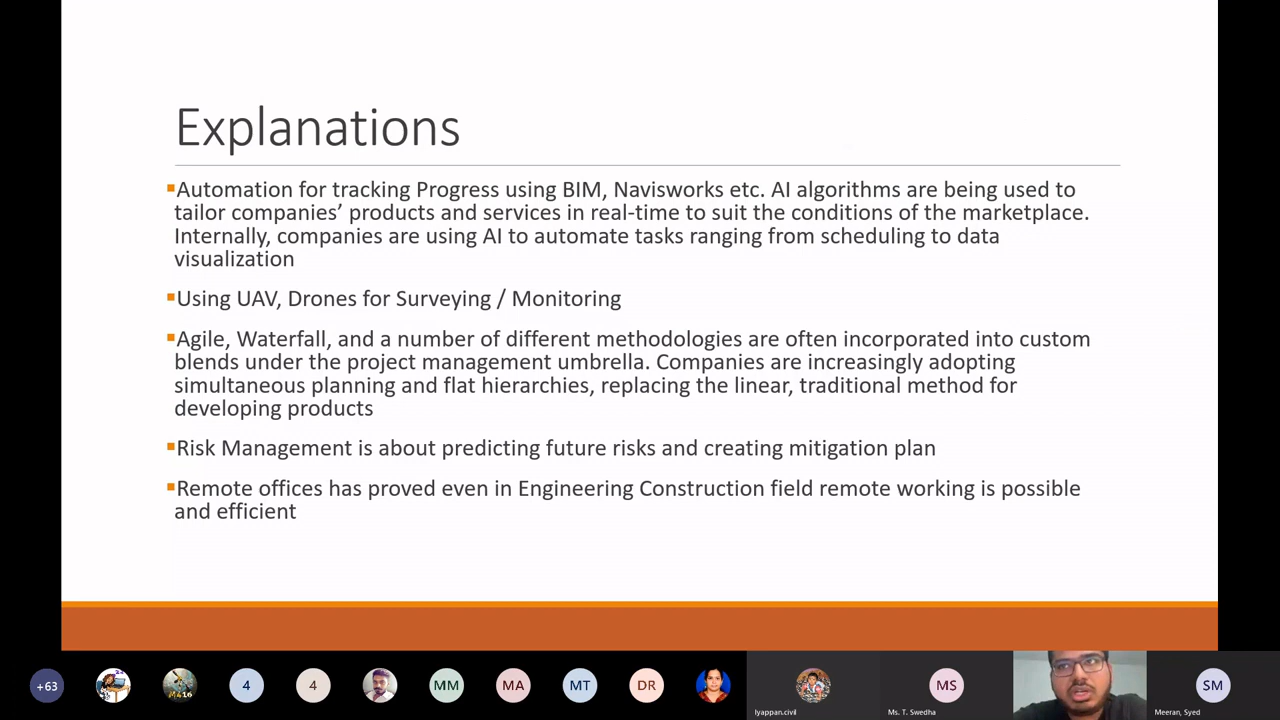 Explanations
▪Automation for tracking Progress using BIM, Navisworks etc. AI algorithms are being used to
tailor companies’ products and services in real-time to suit the conditions of the marketplace.
Internally, companies are using AI to automate tasks ranging from scheduling to data
visualization
▪Using UAV, Drones for Surveying / Monitoring
▪Agile, Waterfall, and a number of different methodologies are often incorporated into custom
blends under the project management umbrella. Companies are increasingly adopting
simultaneous planning and flat hierarchies, replacing the linear, traditional method for
developing products
▪Risk Management is about predicting future risks and creating mitigation plan
▪Remote offices has proved even in Engineering Construction field remote working is possible
and efficient
+63 4 4 MM MA MT DR MS SM
Iyappan.civil Ms. T. Swedha Meeran, Syed